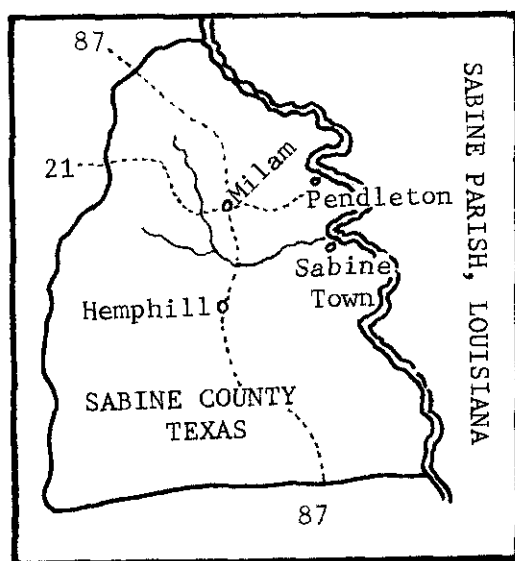 87
21
Milam
Pendleton
Sabine
Town
Hemphill
SABINE COUNTY
TEXAS
87
SABINE PARISH, LOUISIANA